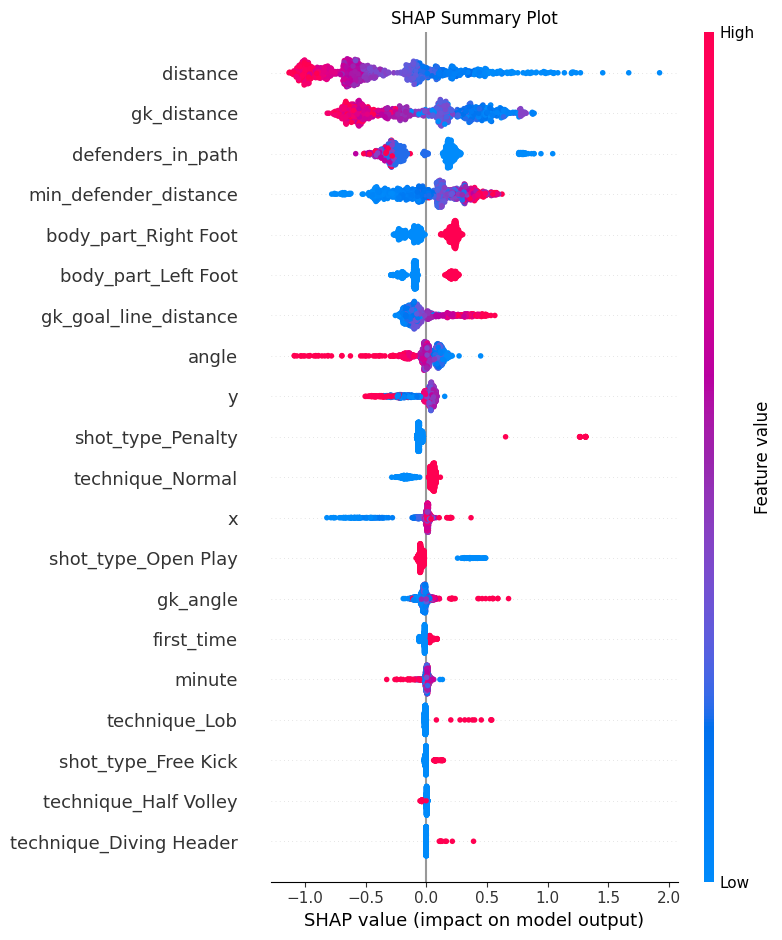 SHAP Summary Plot
High
distance
gk_distance
defenders_in_path
min_defender_distance
body_part_Right Foot
body_part_Left Foot
gk_goal_line_distance
angle
y
shot_type_Penalty
technique_Normal
x
shot_type_Open Play
gk_angle
first_time
minute
technique_Lob
shot_type_Free Kick
technique_Half Volley
technique_Diving Header
Feature value
Low
−1.0 −0.5 0.0 0.5 1.0 1.5 2.0
SHAP value (impact on model output)